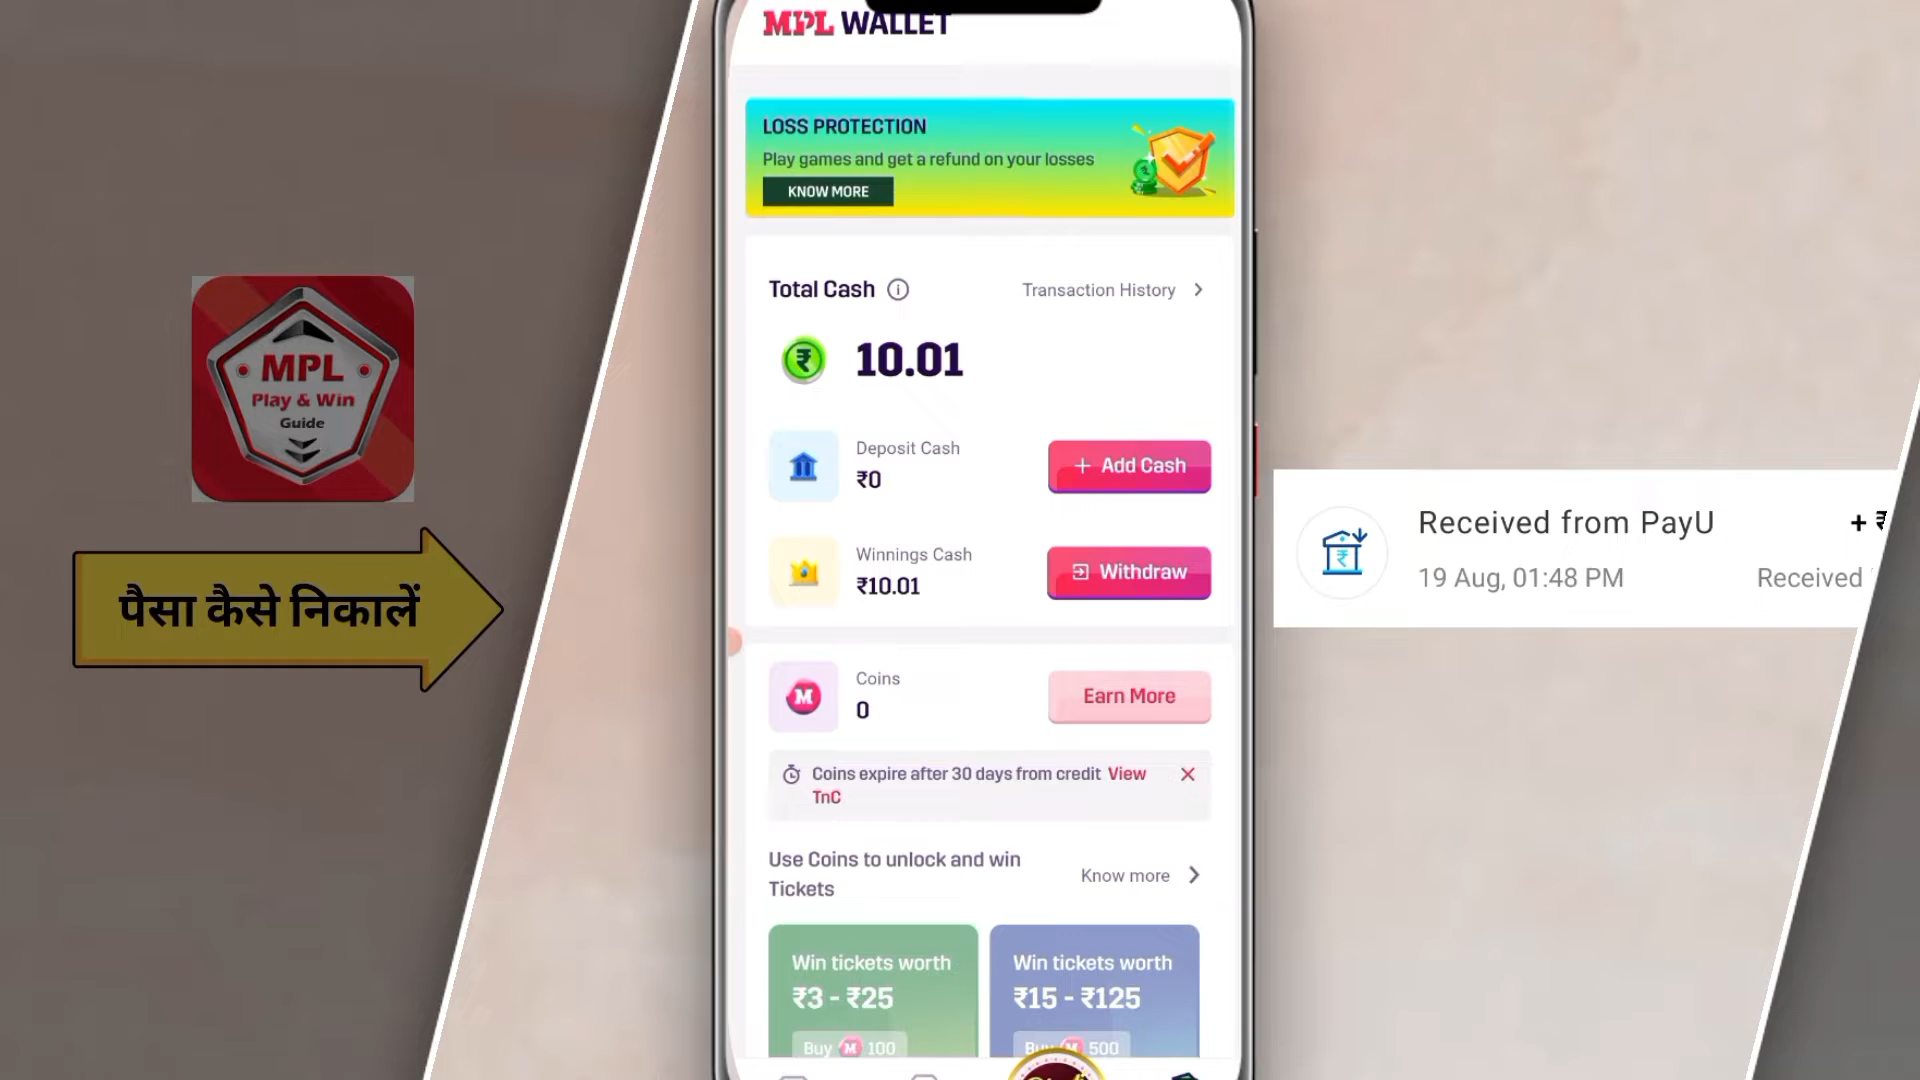 MPL WALLET
LOSS PROTECTION
Play games and get a refund on your losses
KNOW MORE
Total Cash
Transaction History
10.01
Deposit Cash
₹0
+ Add Cash
Winnings Cash
₹10.01
Withdraw
Coins
0
Earn More
Coins expire after 30 days from credit View
TnC
Use Coins to unlock and win
Tickets
Know more
Win tickets worth
₹3 - ₹25
Buy M 100
Win tickets worth
₹15 - ₹125
Buy M 500
MPL
Play & Win
Guide
पैसा कैसे निकालें
Received from PayU
+ ₹
19 Aug, 01:48 PM
Received